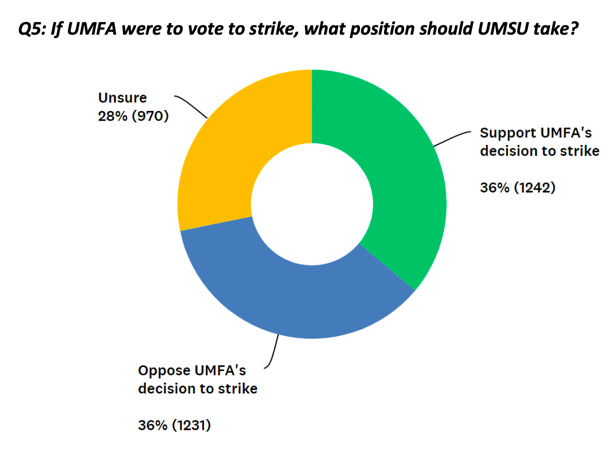 Q5: If UMFA were to vote to strike, what position should UMSU take?
Unsure
28% (970)
Support UMFA's
decision to strike
36% (1242)
Oppose UMFA's
decision to strike
36% (1231)